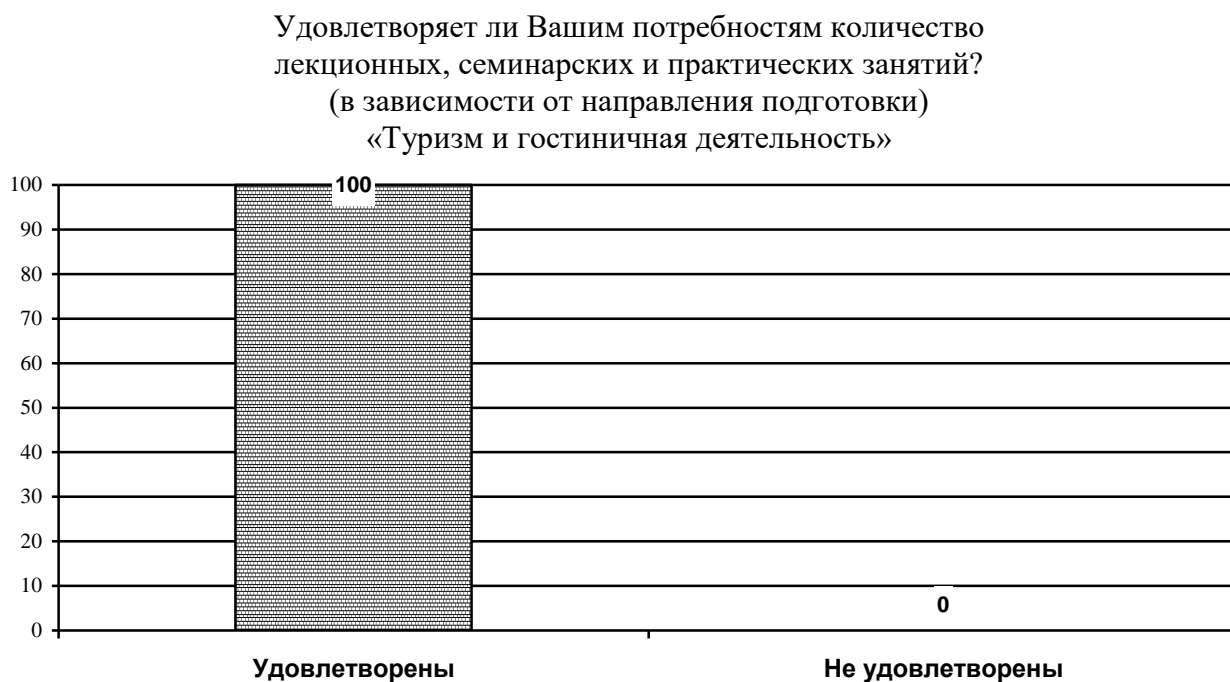 Удовлетворяет ли Вашим потребностям количество
лекционных, семинарских и практических занятий?
(в зависимости от направления подготовки)
«Туризм и гостиничная деятельность»
100
100
90
80
70
60
50
40
30
20
10
0
0
Удовлетворены
Не удовлетворены